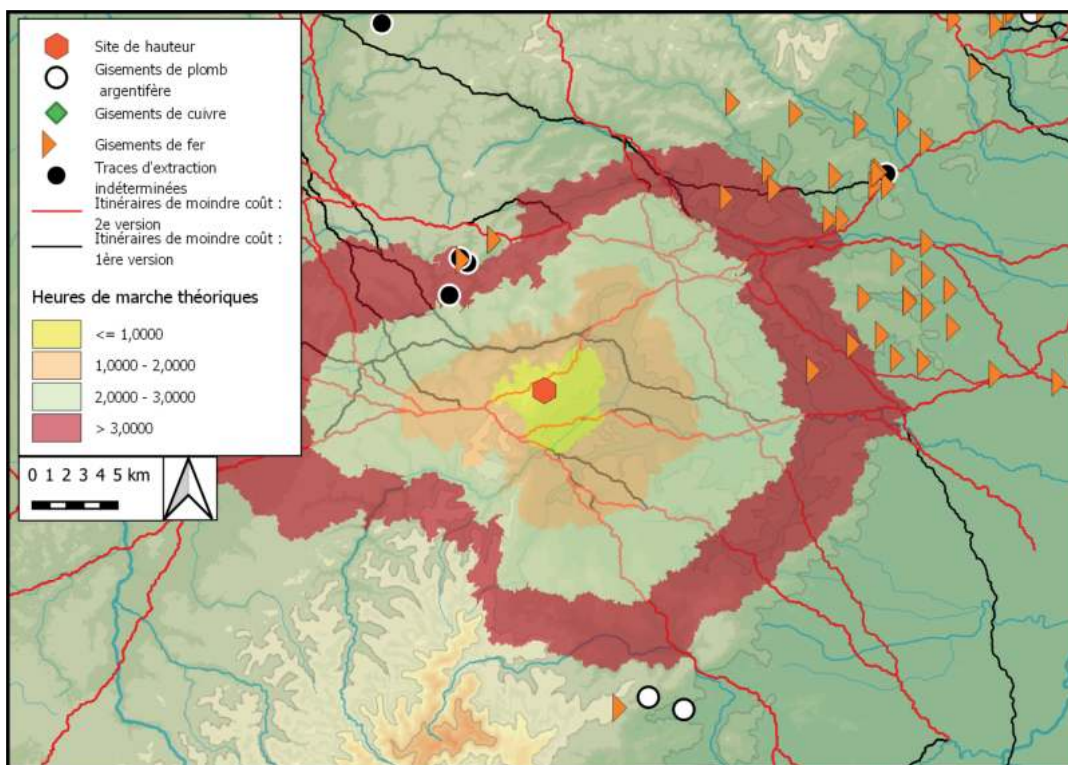 Site de hauteur
Gisements de plomb
argentifère
Gisements de cuivre
Gisements de fer
Traces d'extraction
indéterminées
Itinéraires de moindre coût :
2e version
Itinéraires de moindre coût :
1ère version
Heures de marche théoriques
<= 1,0000
1,0000 - 2,0000
2,0000 - 3,0000
> 3,0000
0 1 2 3 4 5 km